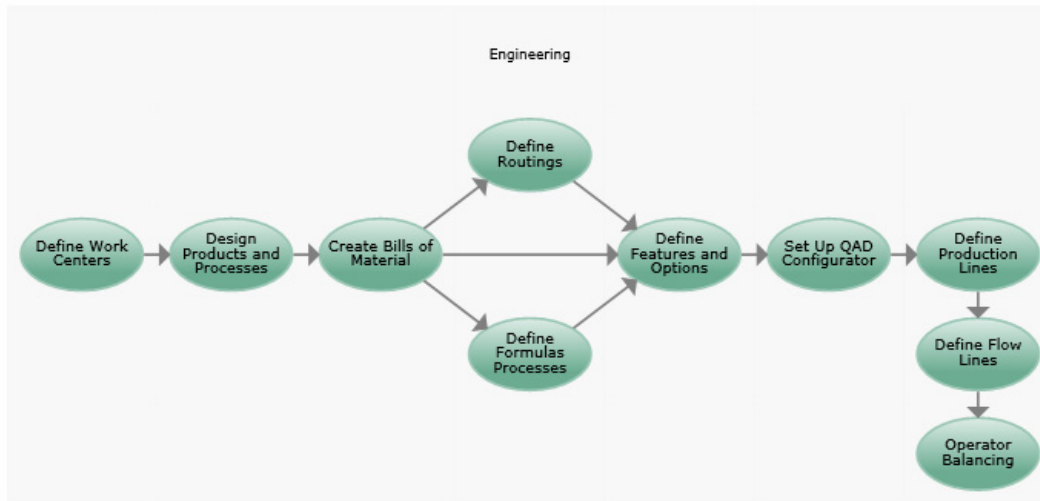 Engineering
Define
Routings
Define Work
Centers
Design
Products and
Processes
Create Bills of
Material
Define
Features and
Options
Set Up QAD
Configurator
Define
Production
Lines
Define
Formulas
Processes
Define Flow
Lines
Operator
Balancing